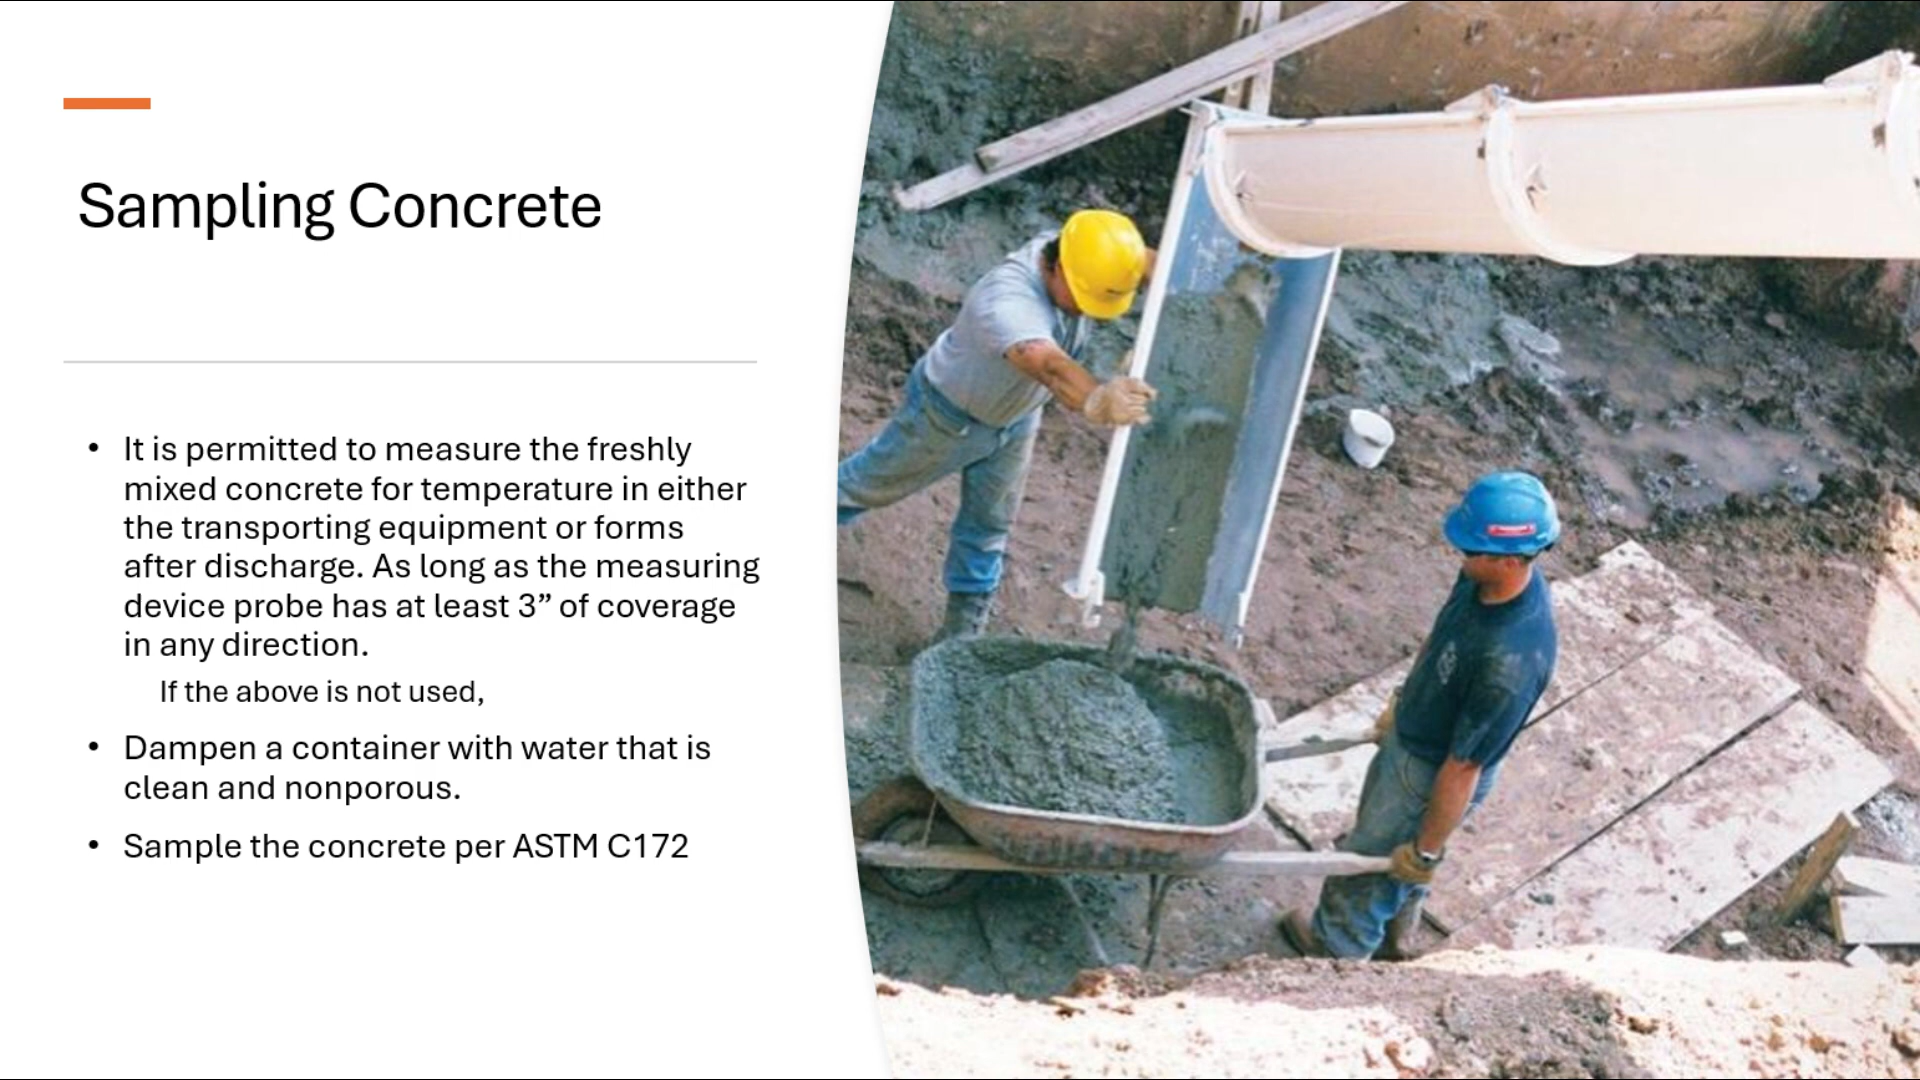 Sampling Concrete
• It is permitted to measure the freshly
mixed concrete for temperature in either
the transporting equipment or forms
after discharge. As long as the measuring
device probe has at least 3” of coverage
in any direction.
If the above is not used,
• Dampen a container with water that is
clean and nonporous.
• Sample the concrete per ASTM C172